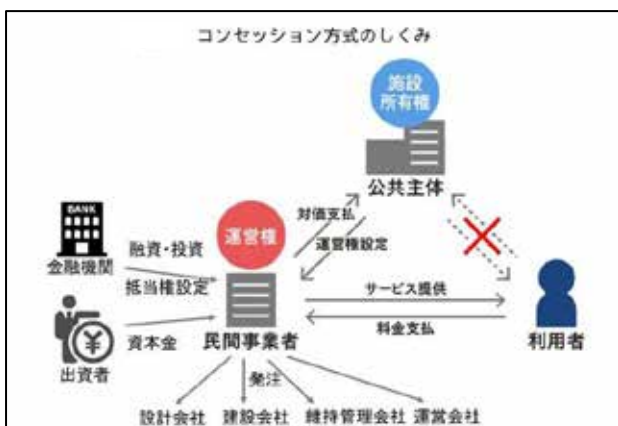 コンセッション方式のしくみ
施設
所有権
公共主体
BANK
金融機関
融資・投資
抵当権設定
運営権
対価支払
運営権設定
サービス提供
料金支払
利用者
出資者
資本金
民間事業者
発注
設計会社
建設会社
維持管理会社
運営会社